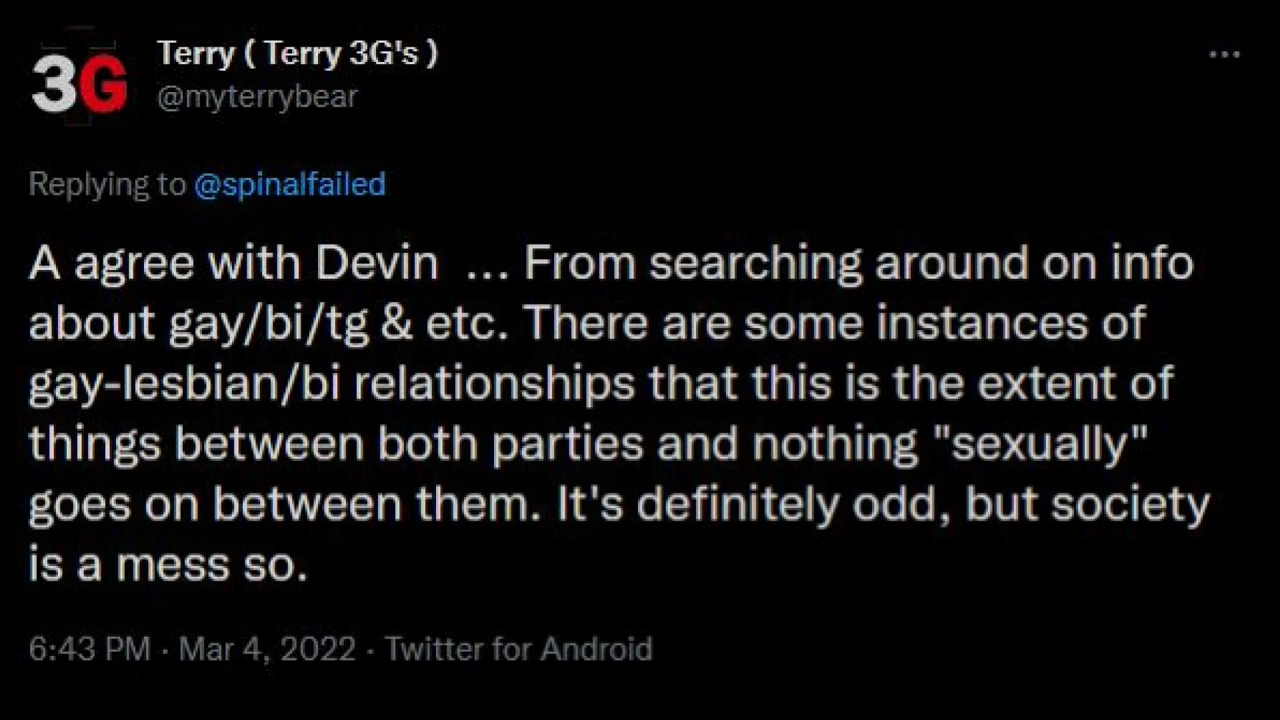 3G
Terry ( Terry 3G's )
@myterrybear
Replying to @spinalfailed
A agree with Devin  ... From searching around on info
about gay/bi/tg & etc. There are some instances of
gay-lesbian/bi relationships that this is the extent of
things between both parties and nothing "sexually"
goes on between them. It's definitely odd, but society
is a mess so.
6:43 PM · Mar 4, 2022 · Twitter for Android